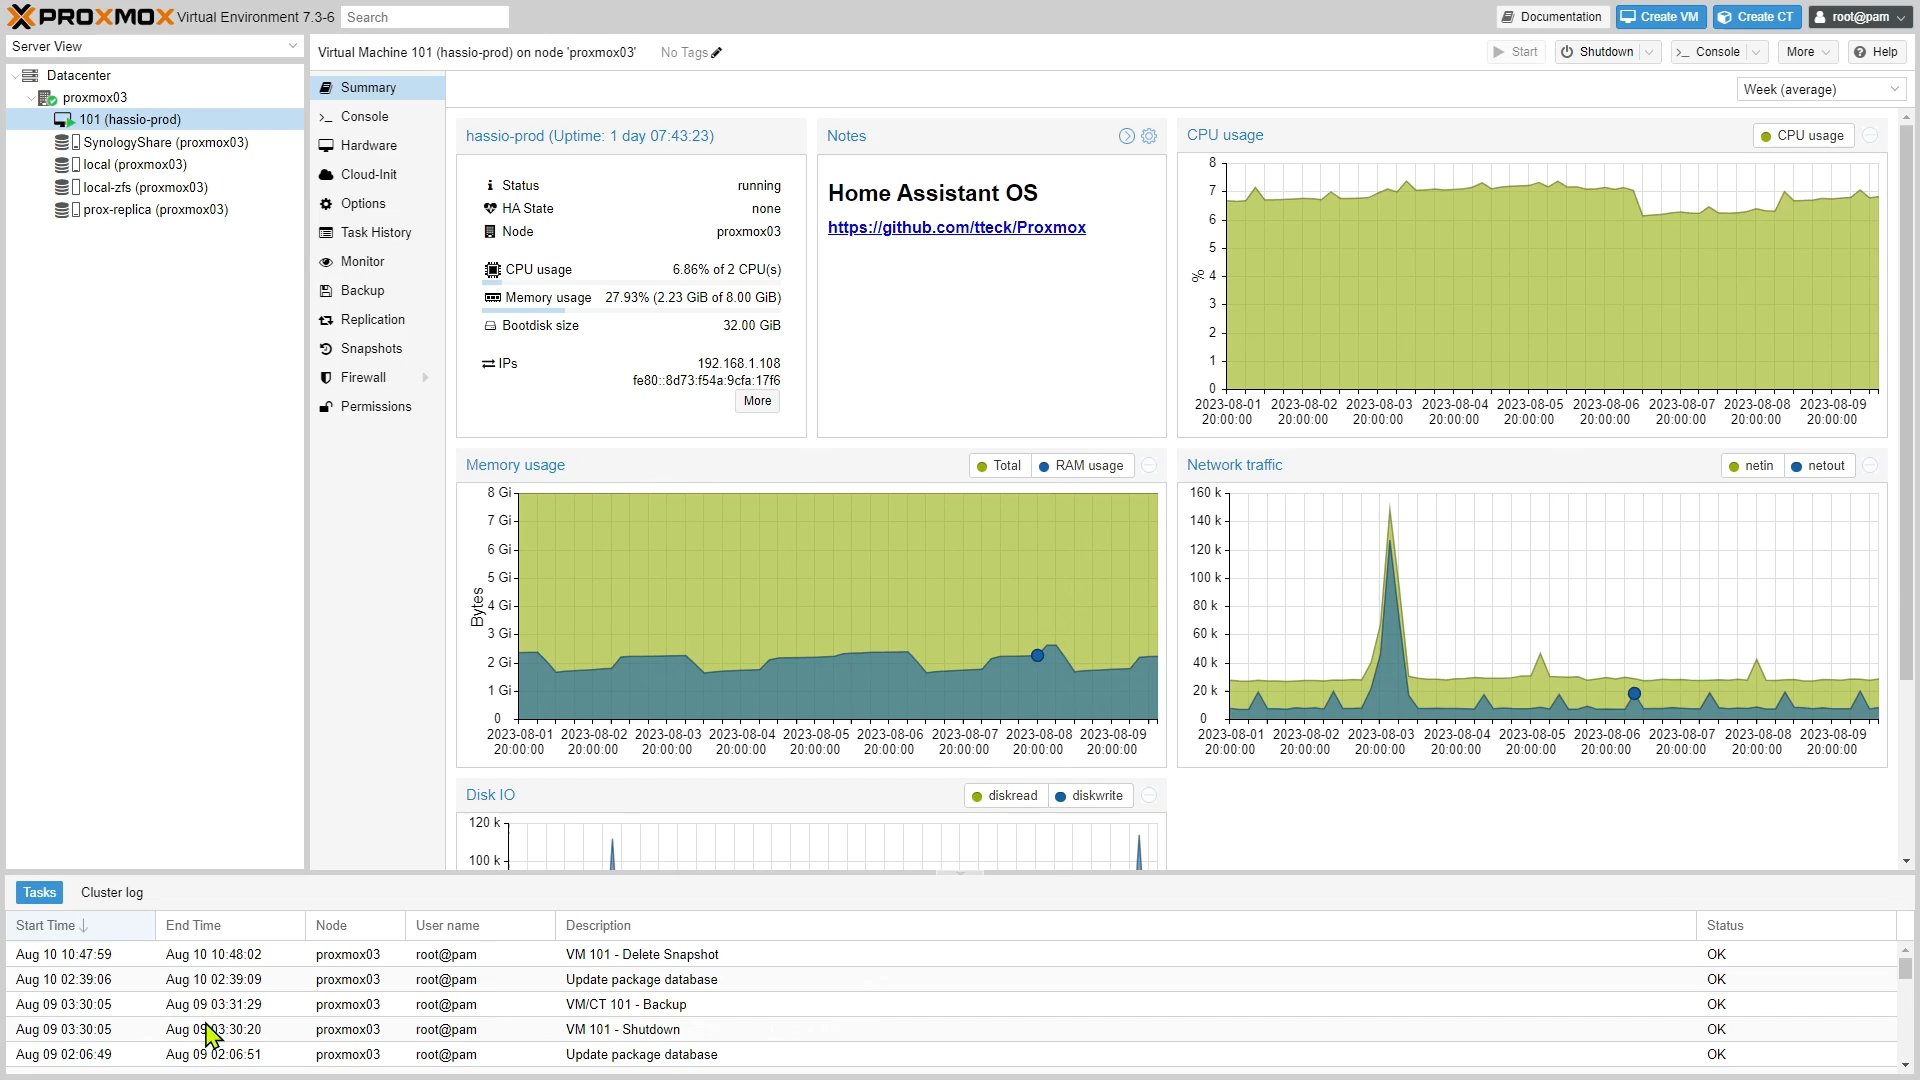 PROXMOX Virtual Environment 7.3-6 Search Documentation Create VM Create CT root@pam
Server View
Virtual Machine 101 (hassio-prod) on node 'proxmox03' No Tags Start Shutdown Console More Help
Datacenter
proxmox03
101 (hassio-prod)
SynologyShare (proxmox03)
local (proxmox03)
local-zfs (proxmox03)
prox-replica (proxmox03)
Summary
Console
Hardware
Cloud-Init
Options
Task History
Monitor
Backup
Replication
Snapshots
Firewall
Permissions
Week (average)
hassio-prod (Uptime: 1 day 07:43:23)
Status running
HA State none
Node proxmox03
CPU usage 6.86% of 2 CPU(s)
Memory usage 27.93% (2.23 GiB of 8.00 GiB)
Bootdisk size 32.00 GiB
IPs 192.168.1.108
fe80::8d73:f54a:9cfa:17f6
More
Notes
Home Assistant OS
https://github.com/tteck/Proxmox
CPU usage CPU usage
8
7
6
5
4
3
2
1
0
%
2023-08-01 2023-08-02 2023-08-03 2023-08-04 2023-08-05 2023-08-06 2023-08-07 2023-08-08 2023-08-09
20:00:00 20:00:00 20:00:00 20:00:00 20:00:00 20:00:00 20:00:00 20:00:00 20:00:00
Memory usage Total RAM usage
8 Gi
7 Gi
6 Gi
5 Gi
4 Gi
3 Gi
2 Gi
1 Gi
0
Bytes
2023-08-01 2023-08-02 2023-08-03 2023-08-04 2023-08-05 2023-08-06 2023-08-07 2023-08-08 2023-08-09
20:00:00 20:00:00 20:00:00 20:00:00 20:00:00 20:00:00 20:00:00 20:00:00 20:00:00
Network traffic netin netout
160 k
140 k
120 k
100 k
80 k
60 k
40 k
20 k
0
2023-08-01 2023-08-02 2023-08-03 2023-08-04 2023-08-05 2023-08-06 2023-08-07 2023-08-08 2023-08-09
20:00:00 20:00:00 20:00:00 20:00:00 20:00:00 20:00:00 20:00:00 20:00:00 20:00:00
Disk IO diskread diskwrite
120 k
100 k
Tasks Cluster log
Start Time End Time Node User name Description Status
Aug 10 10:47:59 Aug 10 10:48:02 proxmox03 root@pam VM 101 - Delete Snapshot OK
Aug 10 02:39:06 Aug 10 02:39:09 proxmox03 root@pam Update package database OK
Aug 09 03:30:05 Aug 09 03:31:29 proxmox03 root@pam VM/CT 101 - Backup OK
Aug 09 03:30:05 Aug 09 03:30:20 proxmox03 root@pam VM 101 - Shutdown OK
Aug 09 02:06:49 Aug 09 02:06:51 proxmox03 root@pam Update package database OK